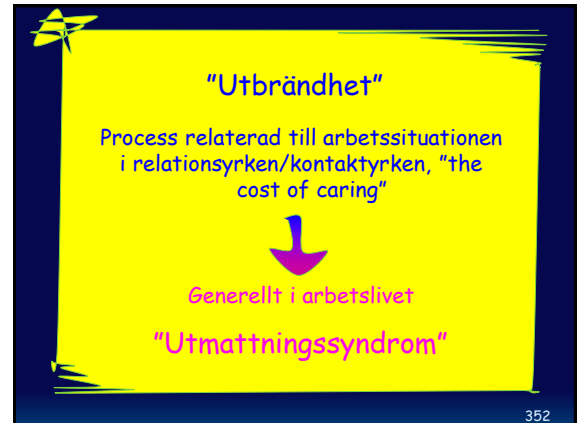 ”Utbrändhet”
Process relaterad till arbetssituationen
i relationsyrken/kontaktyrken, ”the
cost of caring”
Generellt i arbetslivet
”Utmattningssyndrom”
352